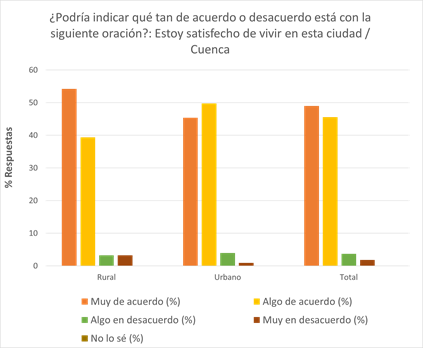 ¿Podría indicar qué tan de acuerdo o desacuerdo está con la
siguiente oración?: Estoy satisfecho de vivir en esta ciudad /
Cuenca
% Respuestas
60
50
40
30
20
10
0
Rural Urbano Total
Muy de acuerdo (%) Algo de acuerdo (%)
Algo en desacuerdo (%) Muy en desacuerdo (%)
No lo sé (%)